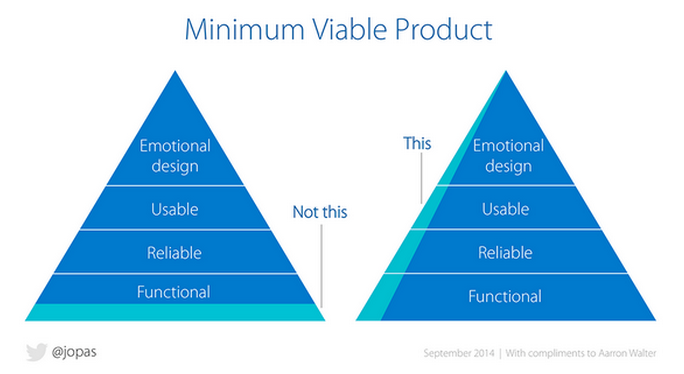 Minimum Viable Product
Emotional
design
Usable
Reliable
Functional
Not this
This
Emotional
design
Usable
Reliable
Functional
@jopas
September 2014 | With compliments to Aarron Walter